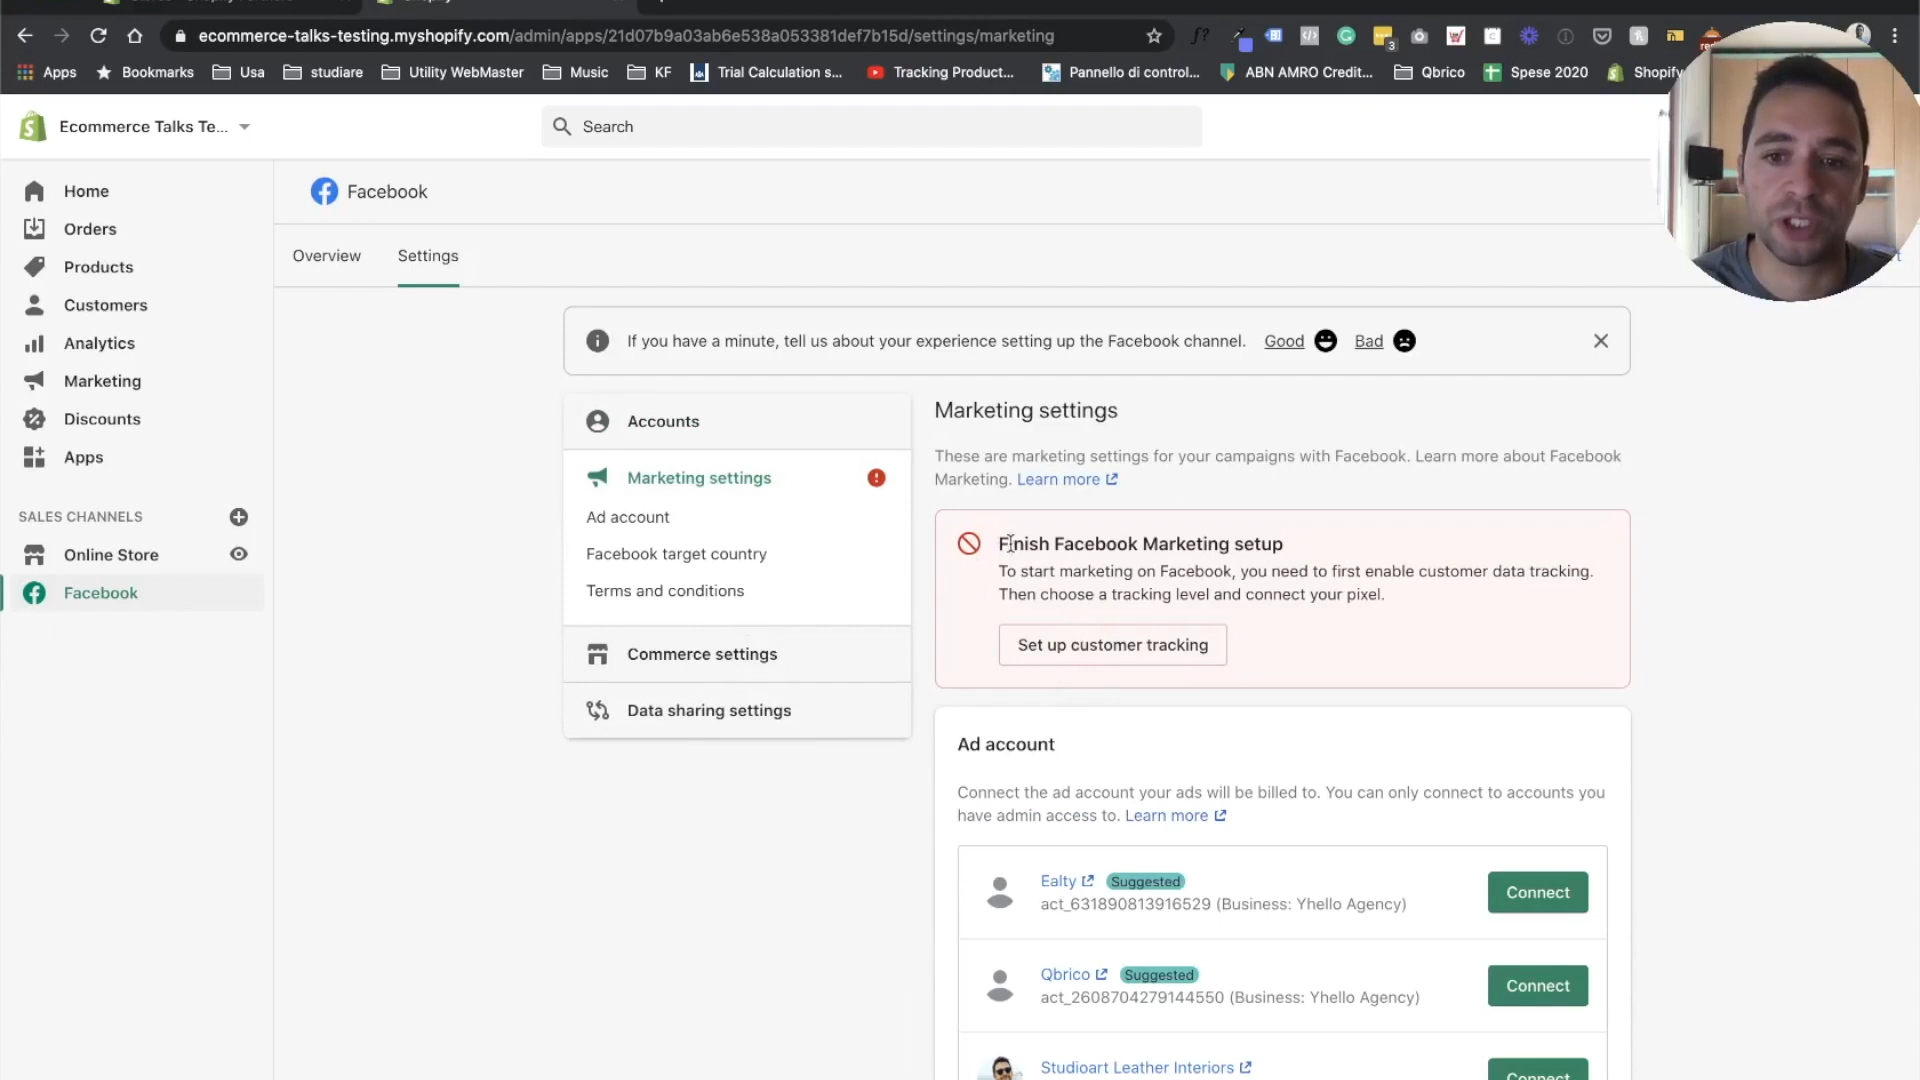 ecommerce-talks-testing.myshopify.com/admin/apps/21d07b9a03ab6e538a053381def7b15d/settings/marketing
Apps
Bookmarks
Usa
studiare
Utility WebMaster
Music
KF
Trial Calculation s...
Tracking Product...
Pannello di control...
ABN AMRO Credit...
Qbrico
Spese 2020
Shopify
Ecommerce Talks Te...
Search
Home
Orders
Products
Customers
Analytics
Marketing
Discounts
Apps
SALES CHANNELS
Online Store
Facebook
Facebook
Overview
Settings
If you have a minute, tell us about your experience setting up the Facebook channel. Good Bad
Accounts
Marketing settings
Ad account
Facebook target country
Terms and conditions
Commerce settings
Data sharing settings
Marketing settings
These are marketing settings for your campaigns with Facebook. Learn more about Facebook
Marketing. Learn more
Finish Facebook Marketing setup
To start marketing on Facebook, you need to first enable customer data tracking.
Then choose a tracking level and connect your pixel.
Set up customer tracking
Ad account
Connect the ad account your ads will be billed to. You can only connect to accounts you
have admin access to. Learn more
Ealty Suggested
act_631890813916529 (Business: Yhello Agency)
Connect
Qbrico Suggested
act_2608704279144550 (Business: Yhello Agency)
Connect
Studioart Leather Interiors
Connect